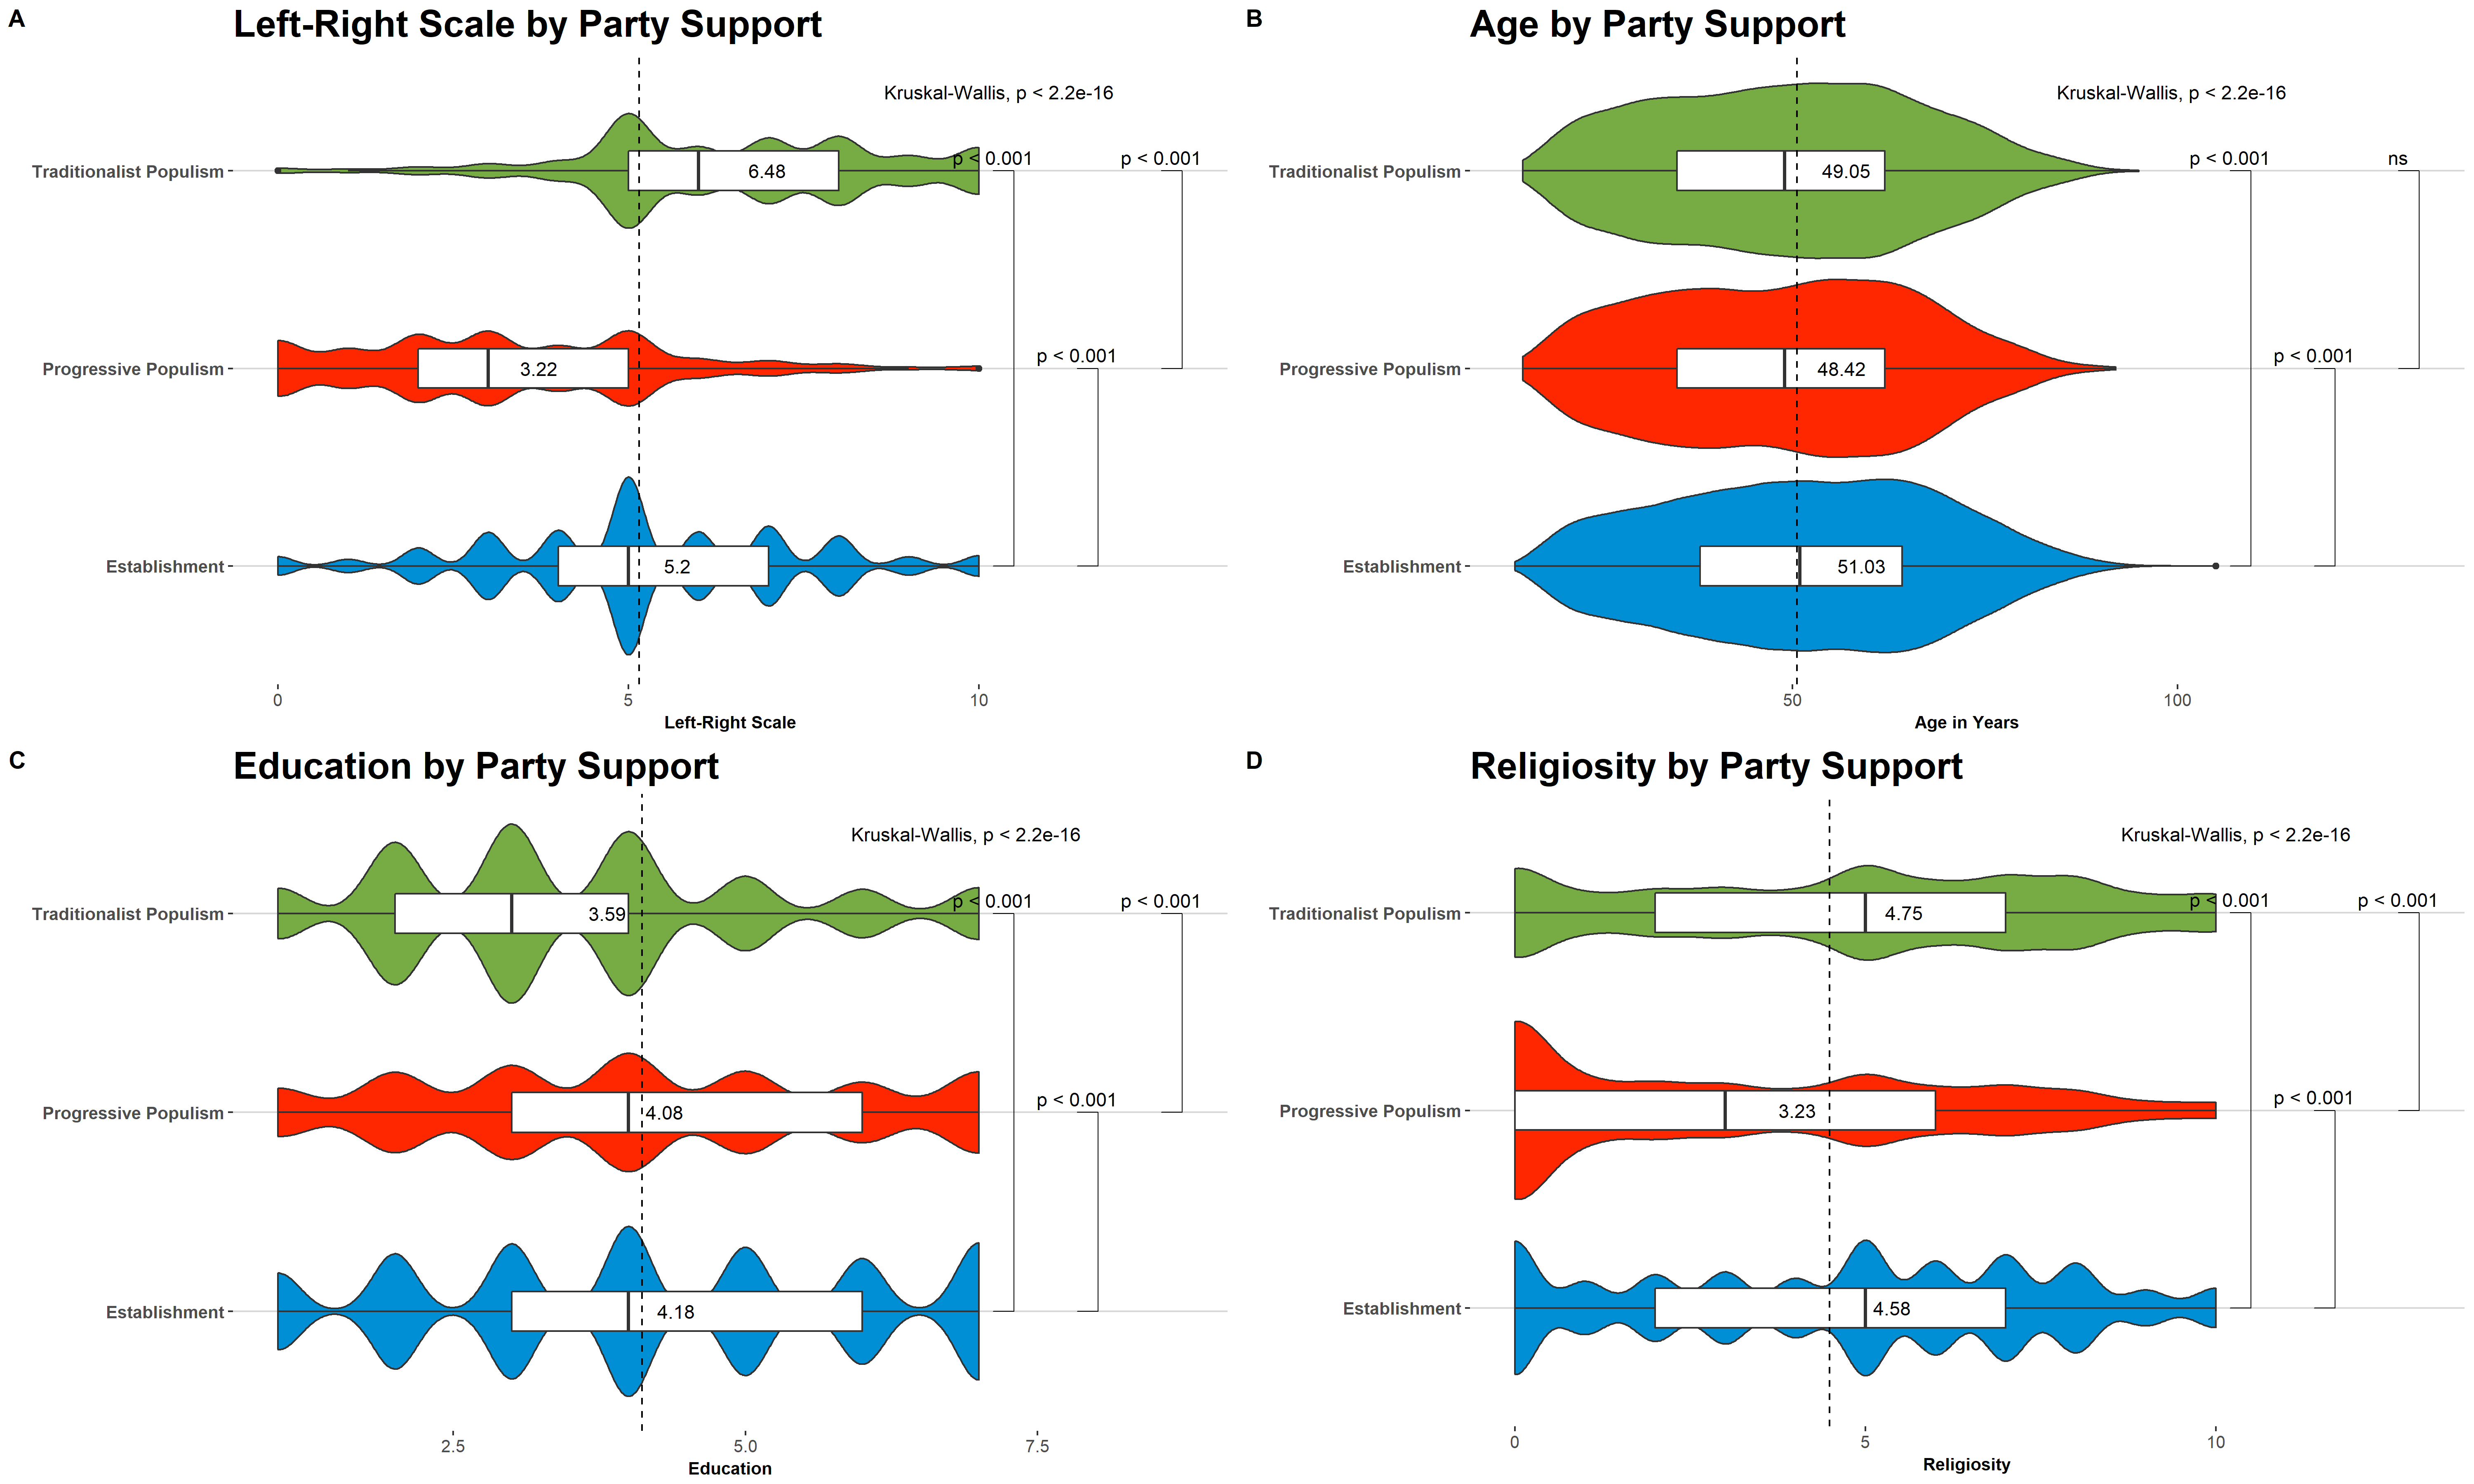 A
Left-Right Scale by Party Support
Kruskal-Wallis, p < 2.2e-16
p < 0.001
p < 0.001
Traditionalist Populism
6.48
p < 0.001
Progressive Populism
3.22
Establishment
5.2
0
5
10
Left-Right Scale
B
Age by Party Support
Kruskal-Wallis, p < 2.2e-16
p < 0.001
ns
Traditionalist Populism
49.05
p < 0.001
Progressive Populism
48.42
Establishment
51.03
50
100
Age in Years
C
Education by Party Support
Kruskal-Wallis, p < 2.2e-16
p < 0.001
p < 0.001
Traditionalist Populism
3.59
p < 0.001
Progressive Populism
4.08
Establishment
4.18
2.5
5.0
7.5
Education
D
Religiosity by Party Support
Kruskal-Wallis, p < 2.2e-16
p < 0.001
p < 0.001
Traditionalist Populism
4.75
p < 0.001
Progressive Populism
3.23
Establishment
4.58
0
5
10
Religiosity